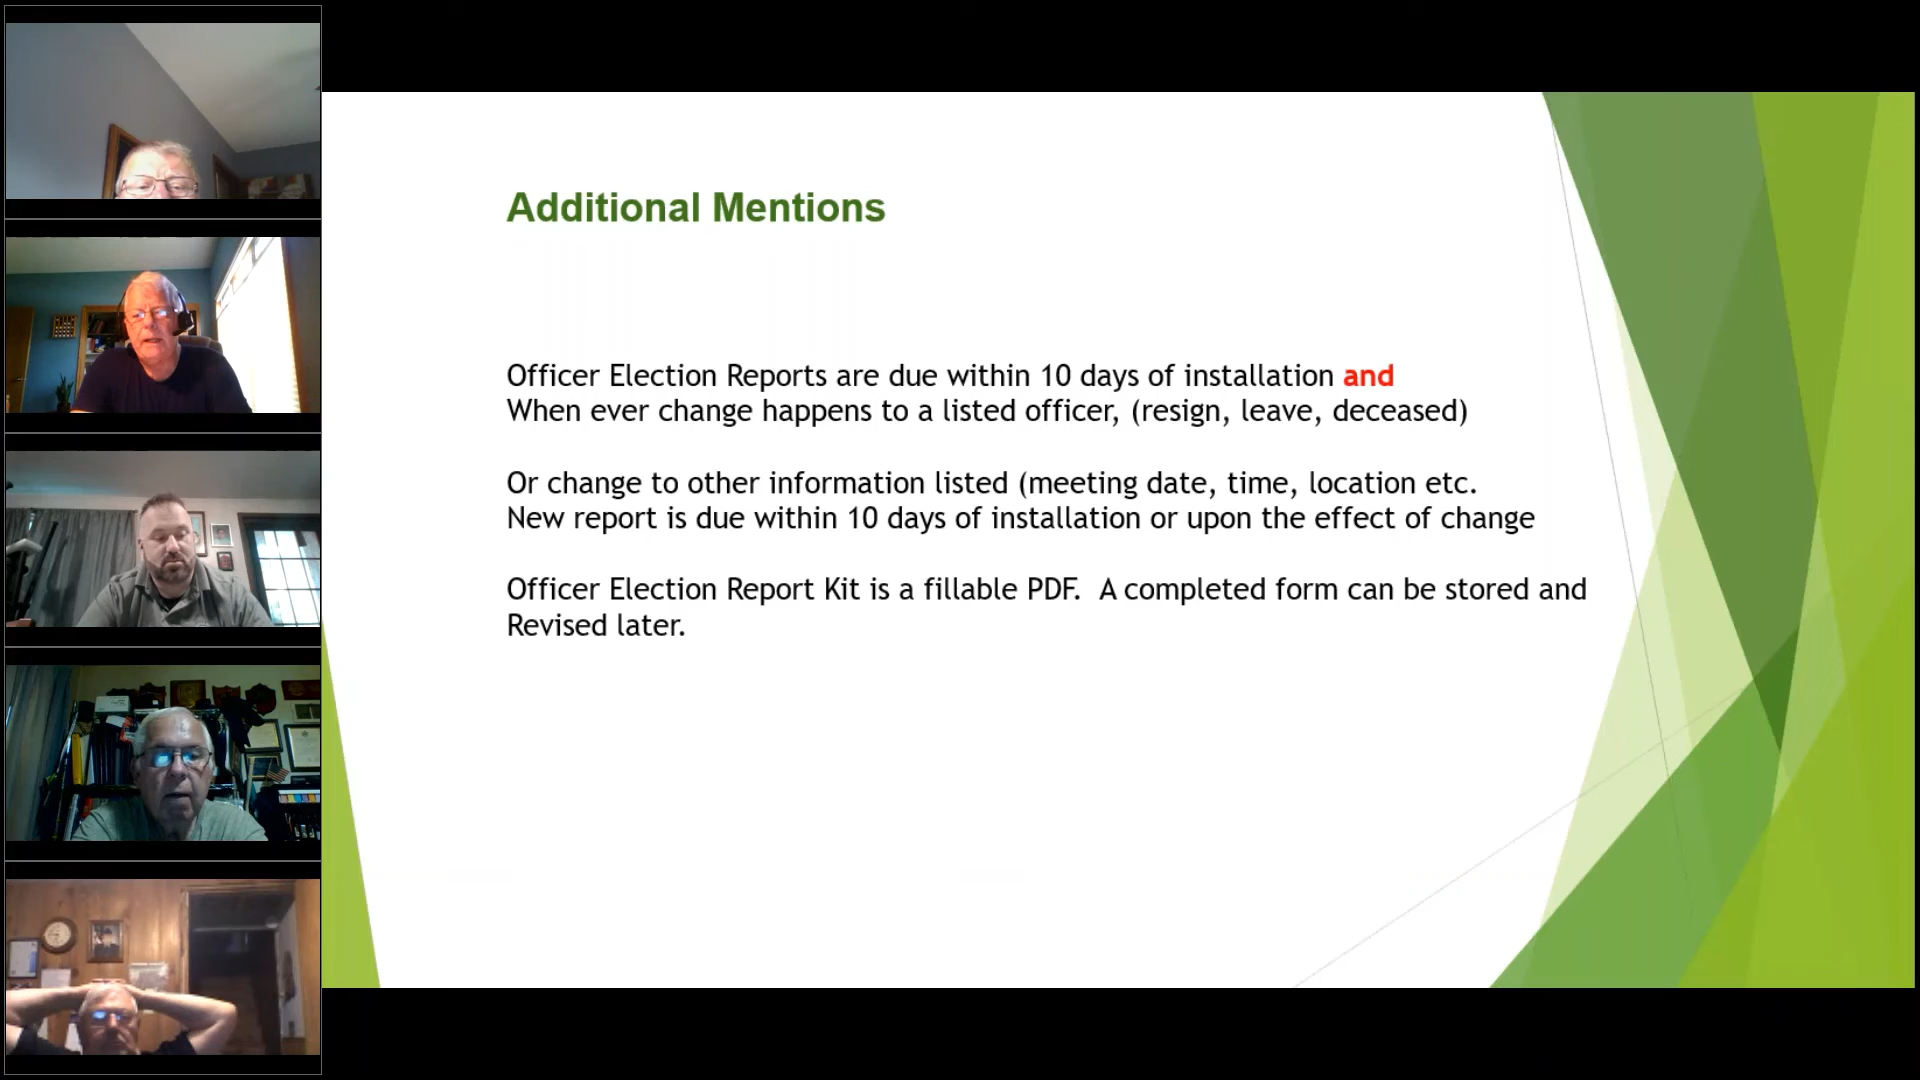 Additional Mentions
Officer Election Reports are due within 10 days of installation and
When ever change happens to a listed officer, (resign, leave, deceased)
Or change to other information listed (meeting date, time, location etc.
New report is due within 10 days of installation or upon the effect of change
Officer Election Report Kit is a fillable PDF.  A completed form can be stored and
Revised later.